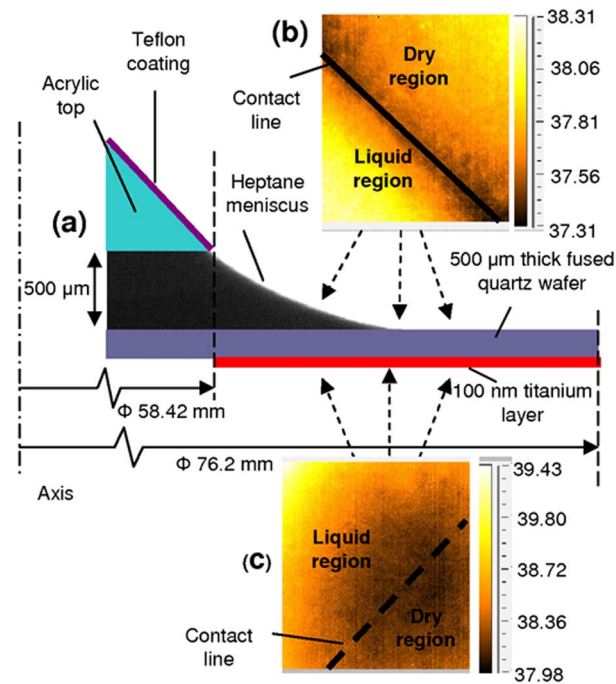 38.31
Teflon
coating
(b)
Dry
region
38.06
Acrylic
top
Contact
line
37.81
Liquid
region
Heptane
meniscus
37.56
(a)
37.31
500 µm thick fused
quartz wafer
500 µm
100 nm titanium
layer
Φ 58.42 mm
Φ 76.2 mm
Axis
39.43
39.80
Liquid
region
38.72
(c)
38.36
Dry
region
Contact
line
37.98